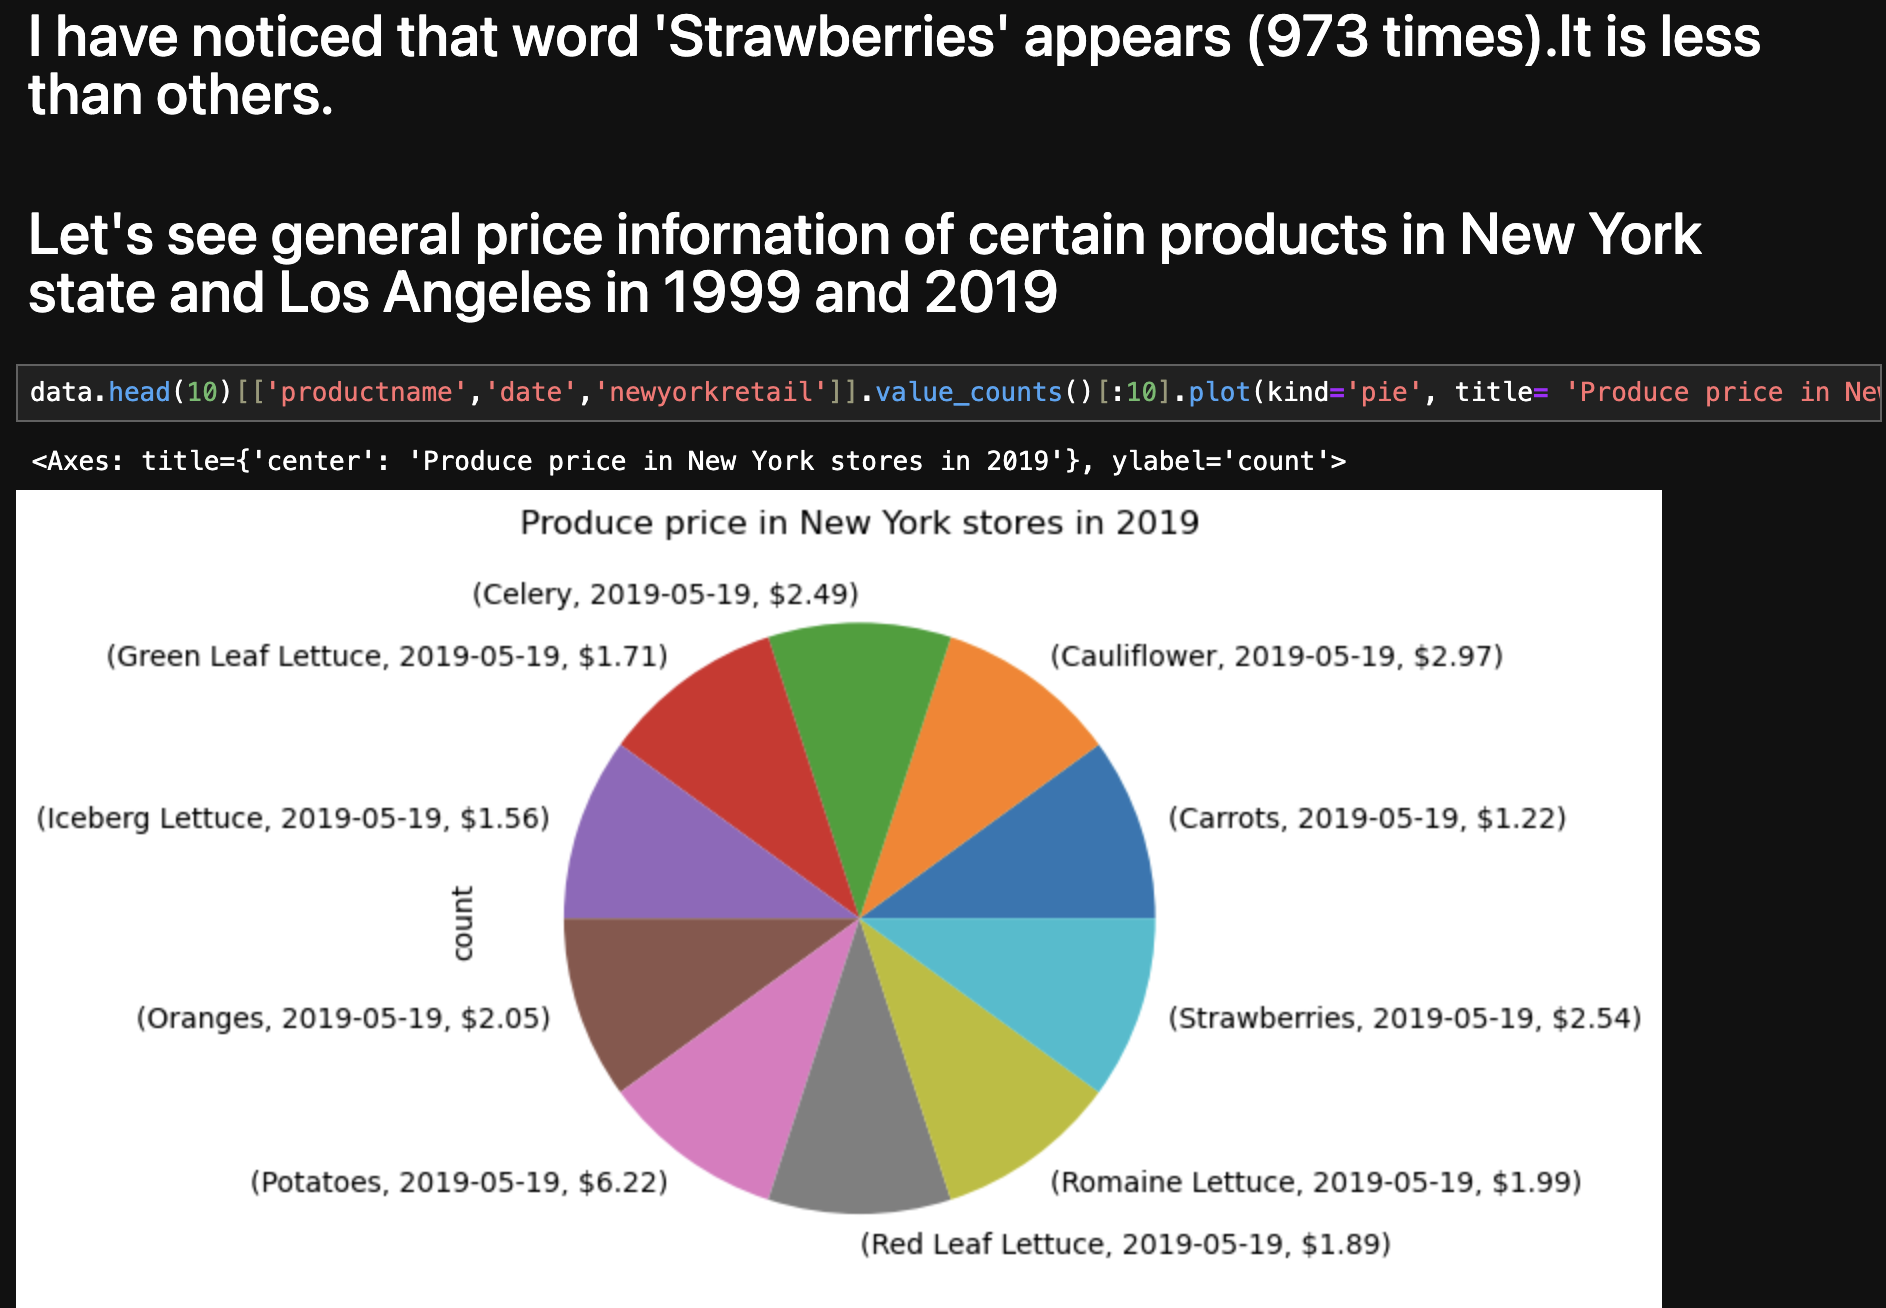 I have noticed that word 'Strawberries' appears (973 times).It is less
than others.
Let's see general price infornation of certain products in New York
state and Los Angeles in 1999 and 2019
data.head(10)[['productname','date','newyorkretail']].value_counts()[:10].plot(kind='pie', title= 'Produce price in New
<Axes: title={'center': 'Produce price in New York stores in 2019'}, ylabel='count'>
Produce price in New York stores in 2019
(Celery, 2019-05-19, $2.49)
(Green Leaf Lettuce, 2019-05-19, $1.71)
(Cauliflower, 2019-05-19, $2.97)
(Iceberg Lettuce, 2019-05-19, $1.56)
(Carrots, 2019-05-19, $1.22)
count
(Oranges, 2019-05-19, $2.05)
(Strawberries, 2019-05-19, $2.54)
(Potatoes, 2019-05-19, $6.22)
(Romaine Lettuce, 2019-05-19, $1.99)
(Red Leaf Lettuce, 2019-05-19, $1.89)